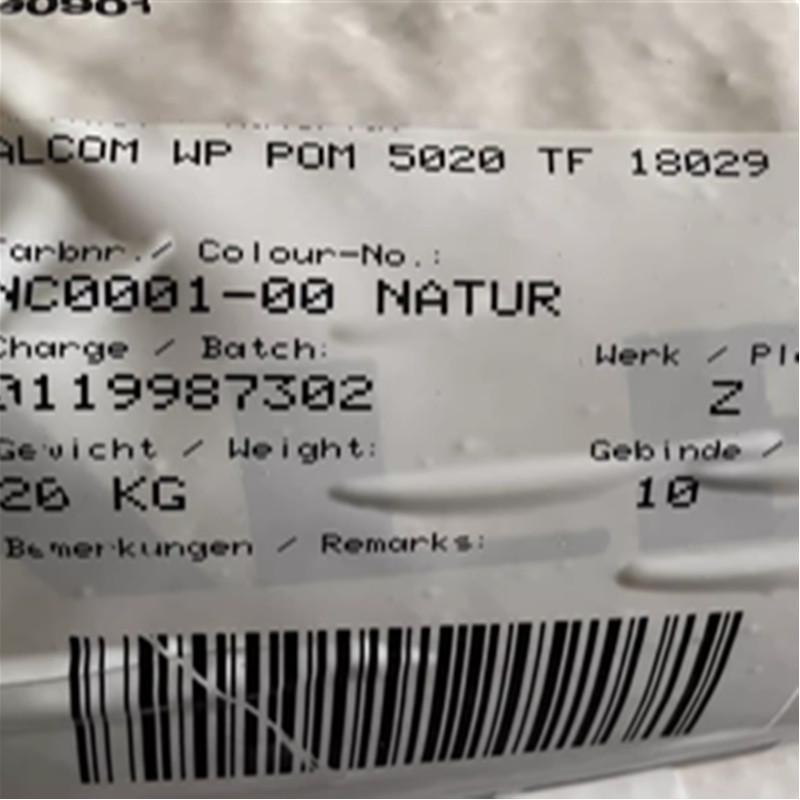 ALCOM WP POM 5020 TF 18029
Farbnr./ Colour-No.:
NC0001-00 NATUR
Charge / Batch:
Werk /
0119987302
Z
Gewicht / Weight:
Gebinde /
20 KG
10
Bemerkungen / Remarks: